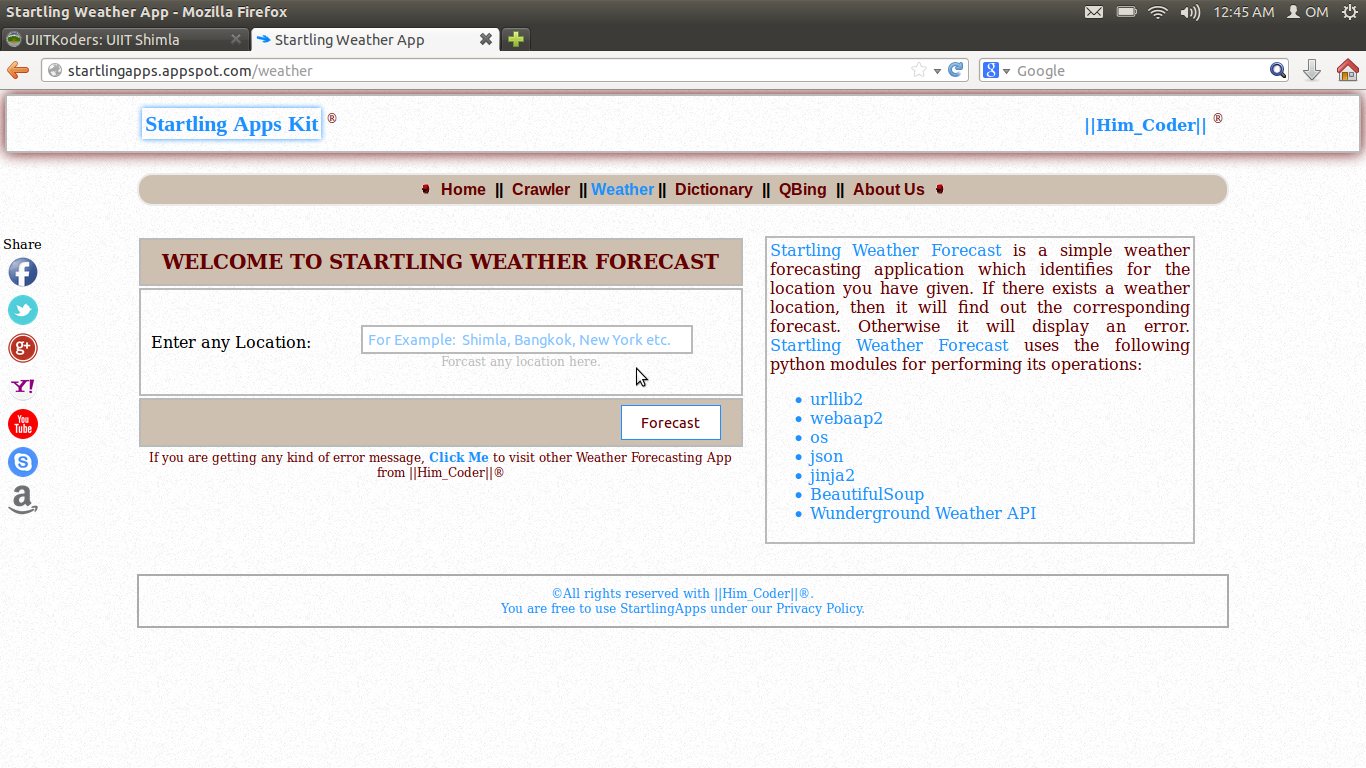 Startling Weather App - Mozilla Firefox
12:45 AM OM
UIITKoders: UIIT Shimla
Startling Weather App
startlingapps.appspot.com/weather
Google
Startling Apps Kit ®
||Him_Coder|| ®
Home || Crawler || Weather || Dictionary || QBing || About Us
Share
g+
Y!
You
Tube
S
a
WELCOME TO STARTLING WEATHER FORECAST
Enter any Location:
For Example: Shimla, Bangkok, New York etc.
Forcast any location here.
Forecast
If you are getting any kind of error message, Click Me to visit other Weather Forecasting App
from ||Him_Coder||®
Startling Weather Forecast is a simple weather
forecasting application which identifies for the
location you have given. If there exists a weather
location, then it will find out the corresponding
forecast. Otherwise it will display an error.
Startling Weather Forecast uses the following
python modules for performing its operations:
urllib2
webaap2
os
json
jinja2
BeautifulSoup
Wunderground Weather API
©All rights reserved with ||Him_Coder||®.
You are free to use StartlingApps under our Privacy Policy.